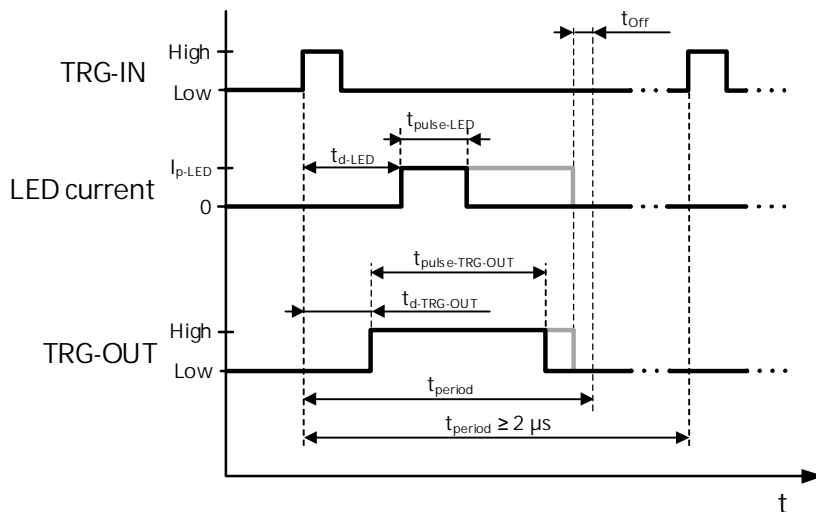 t_Off
High
TRG-IN
Low
t_pulse-LED
I_p-LED
t_d-LED
LED current
0
t_pulse-TRG-OUT
t_d-TRG-OUT
High
TRG-OUT
Low
t_period
t_period ≥ 2 µs
t